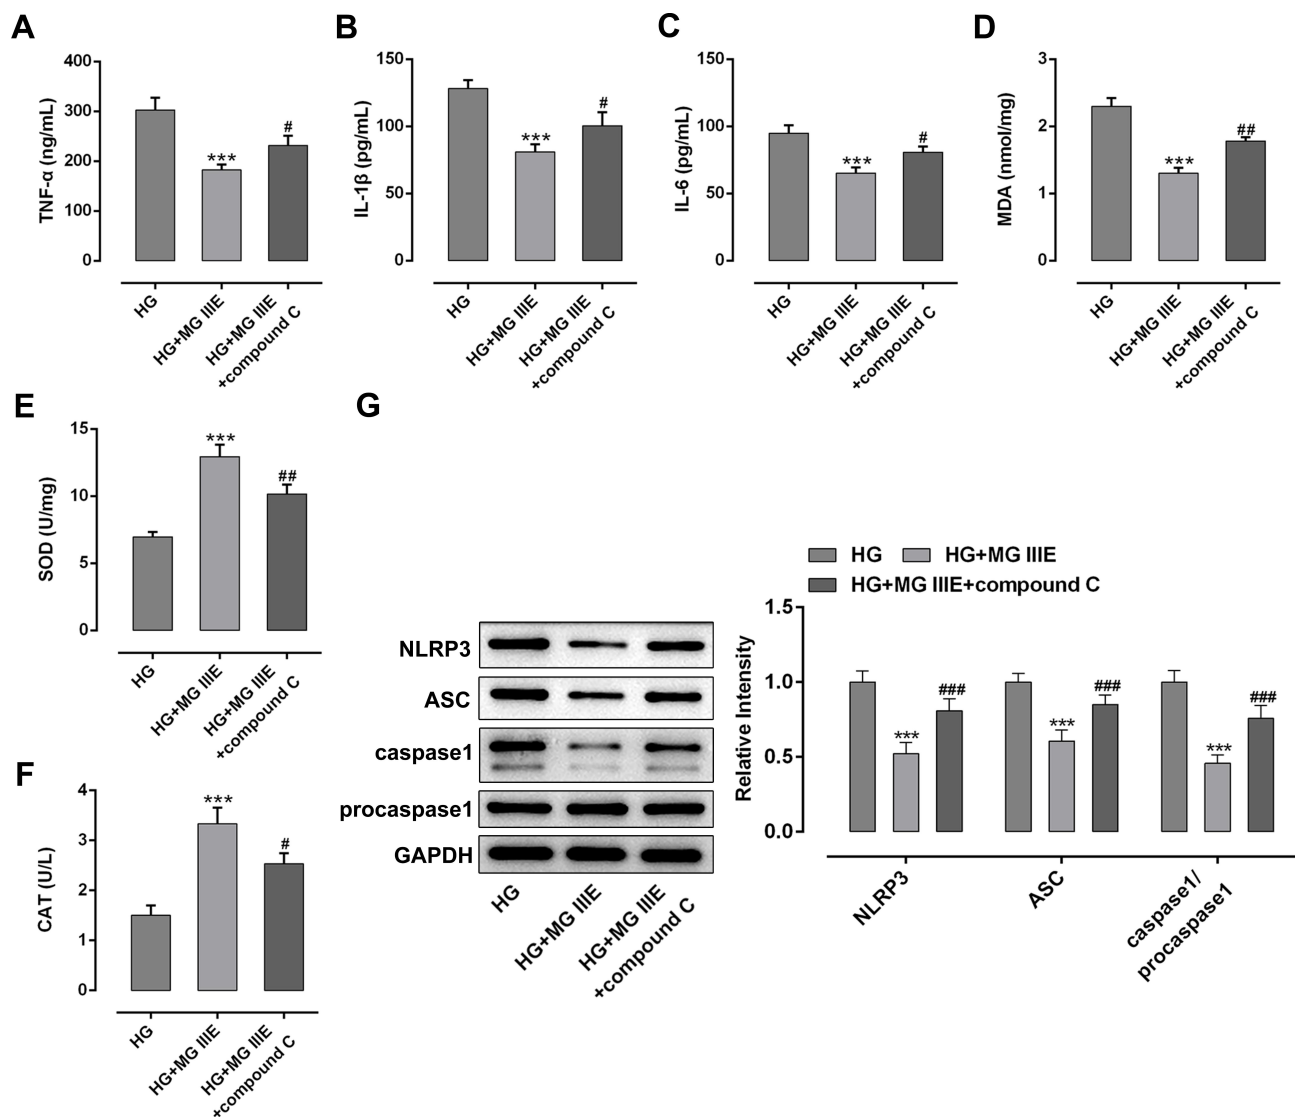 A
TNF-α (ng/mL)
400
300
200
100
0
***
#
HG
HG+MG IIIE
HG+MG IIIE
+compound C
B
IL-1β (pg/mL)
150
100
50
0
***
#
HG
HG+MG IIIE
HG+MG IIIE
+compound C
C
IL-6 (pg/mL)
150
100
50
0
***
#
HG
HG+MG IIIE
HG+MG IIIE
+compound C
D
MDA (nmol/mg)
3
2
1
0
***
##
HG
HG+MG IIIE
HG+MG IIIE
+compound C
E
SOD (U/mg)
15
10
5
0
***
##
HG
HG+MG IIIE
HG+MG IIIE
+compound C
F
CAT (U/L)
4
3
2
1
0
***
#
HG
HG+MG IIIE
HG+MG IIIE
+compound C
G
NLRP3
ASC
caspase1
procaspase1
GAPDH
HG
HG+MG IIIE
HG+MG IIIE
+compound C
HG
HG+MG IIIE
HG+MG IIIE+compound C
Relative Intensity
1.5
1.0
0.5
0.0
***
###
***
###
***
###
NLRP3
ASC
caspase1/
procaspase1